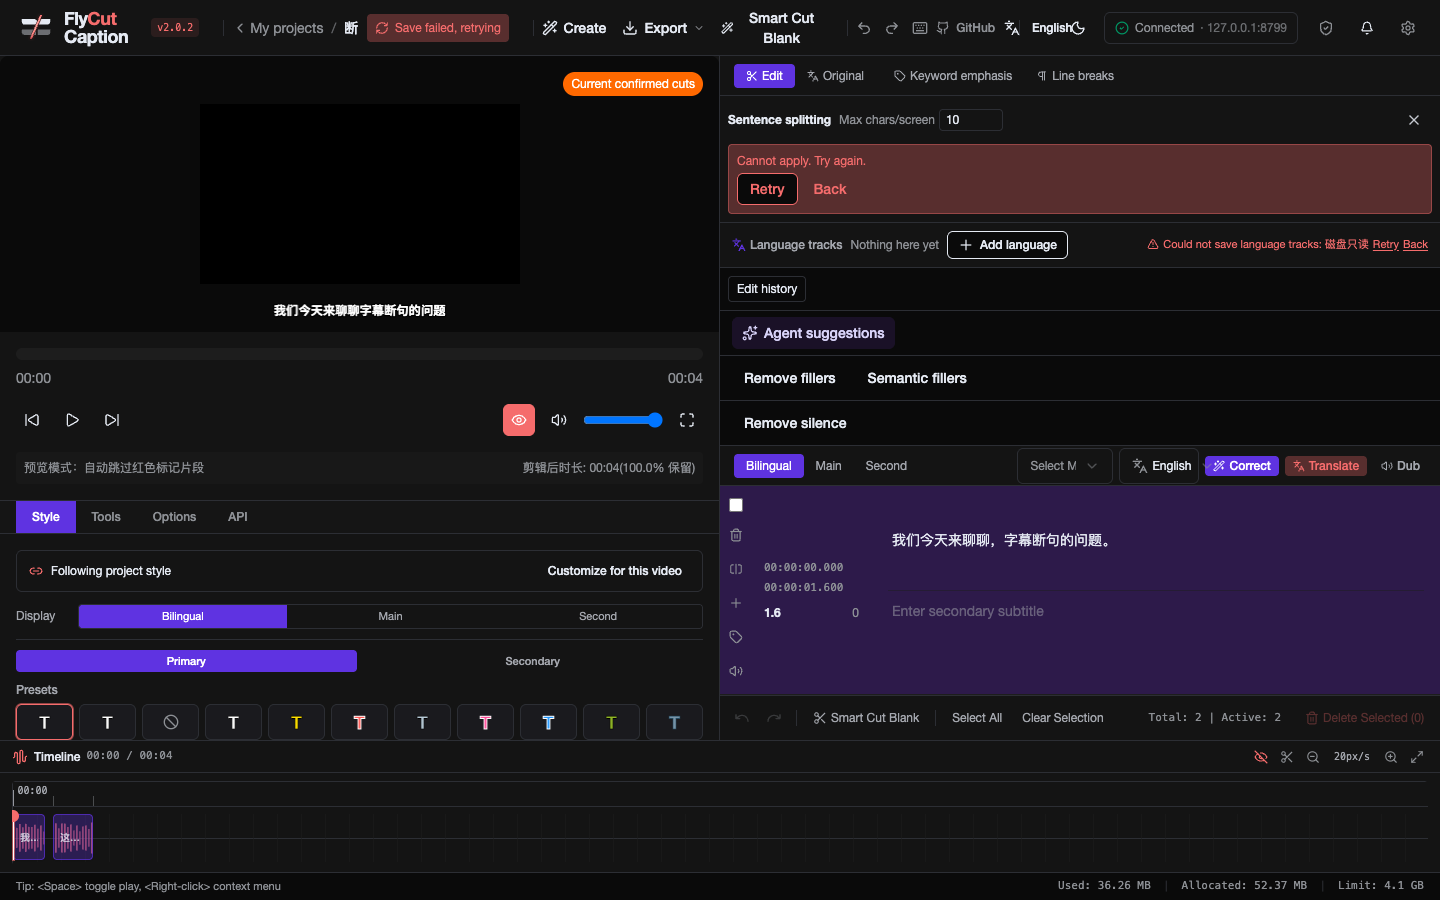 FlyCut Caption
v2.0.2
My projects / 断
Save failed, retrying
Create
Export
Smart Cut Blank
GitHub
English
Connected · 127.0.0.1:8799
Current confirmed cuts
我们今天来聊聊字幕断句的问题
00:00
00:04
预览模式：自动跳过红色标记片段
剪辑后时长: 00:04(100.0% 保留)
Style
Tools
Options
API
Following project style
Customize for this video
Display
Bilingual
Main
Second
Primary
Secondary
Presets
T
T
T
T
T
T
T
T
T
T
Edit
Original
Keyword emphasis
Line breaks
Sentence splitting
Max chars/screen
10
Cannot apply. Try again.
Retry
Back
Language tracks
Nothing here yet
Add language
Could not save language tracks: 磁盘只读 Retry Back
Edit history
Agent suggestions
Remove fillers
Semantic fillers
Remove silence
Bilingual
Main
Second
Select M
English
Correct
Translate
Dub
我们今天来聊聊，字幕断句的问题。
00:00:00.000
00:00:01.600
1.6
0
Enter secondary subtitle
Smart Cut Blank
Select All
Clear Selection
Total: 2 | Active: 2
Delete Selected (0)
Timeline
00:00 / 00:04
20px/s
00:00
我...
这...
Tip: <Space> toggle play, <Right-click> context menu
Used: 36.26 MB
Allocated: 52.37 MB
Limit: 4.1 GB